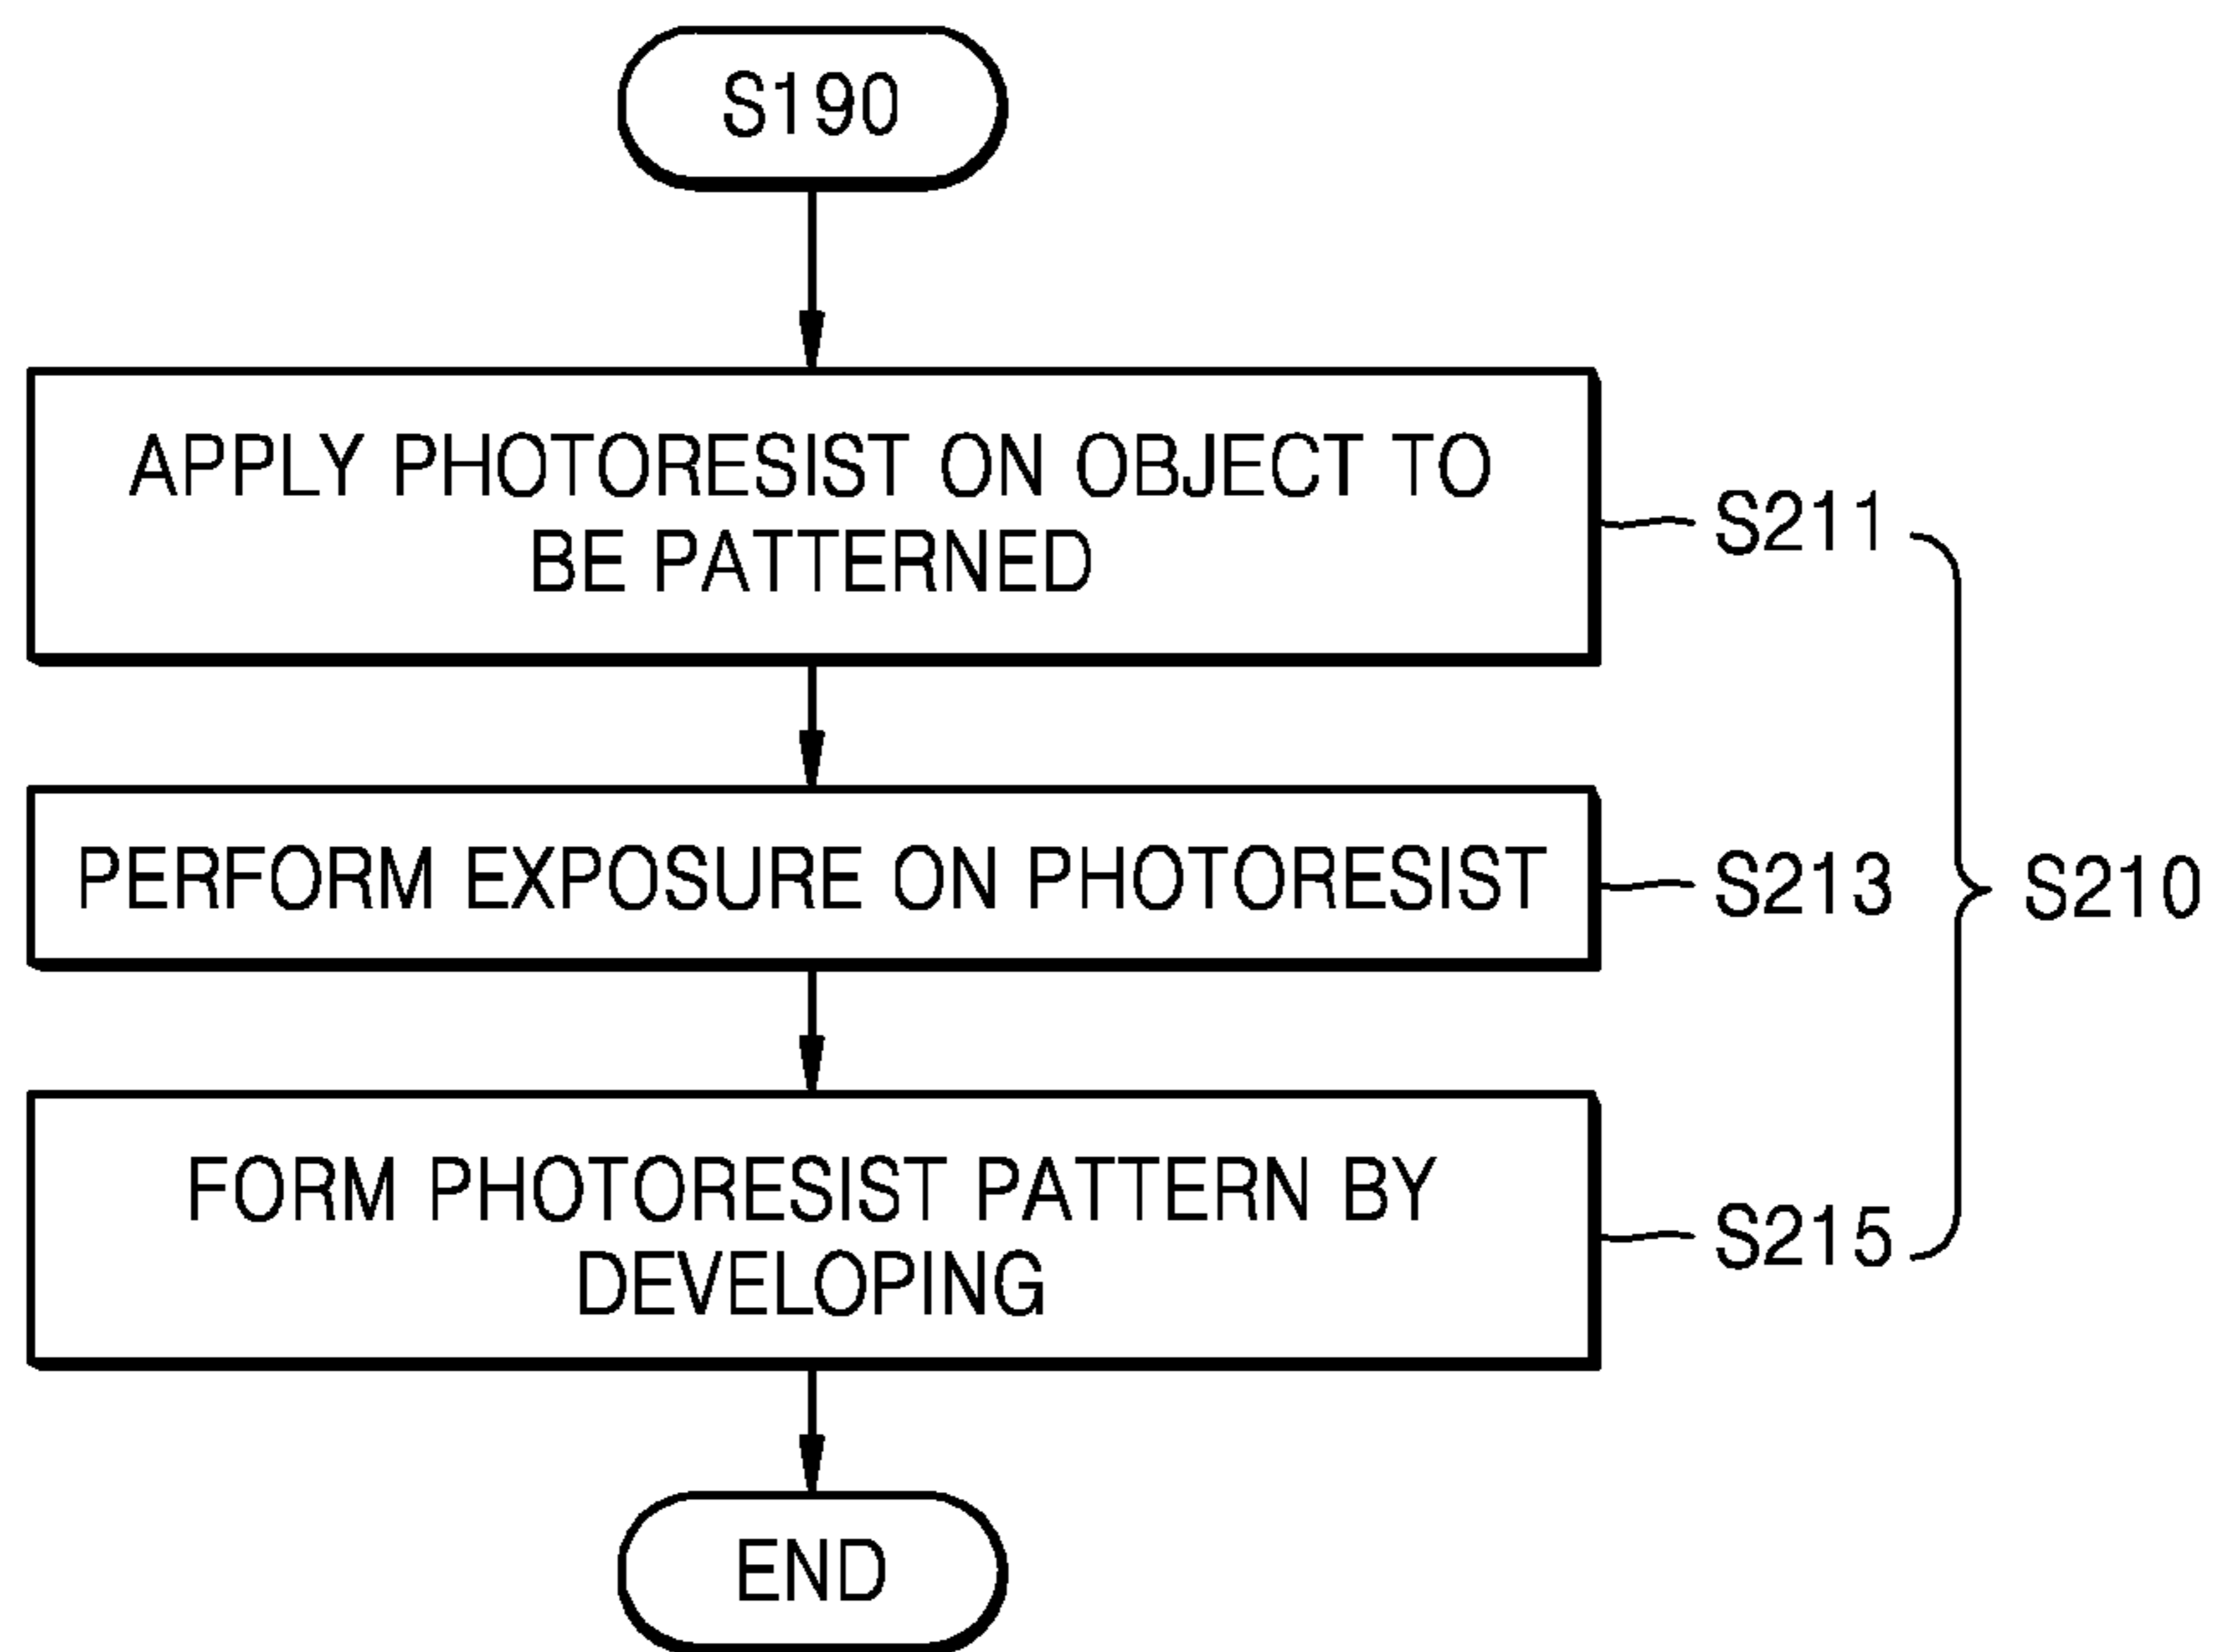 S190
APPLY PHOTORESIST ON OBJECT TO
BE PATTERNED
S211
PERFORM EXPOSURE ON PHOTORESIST
S213
S210
FORM PHOTORESIST PATTERN BY
DEVELOPING
S215
END